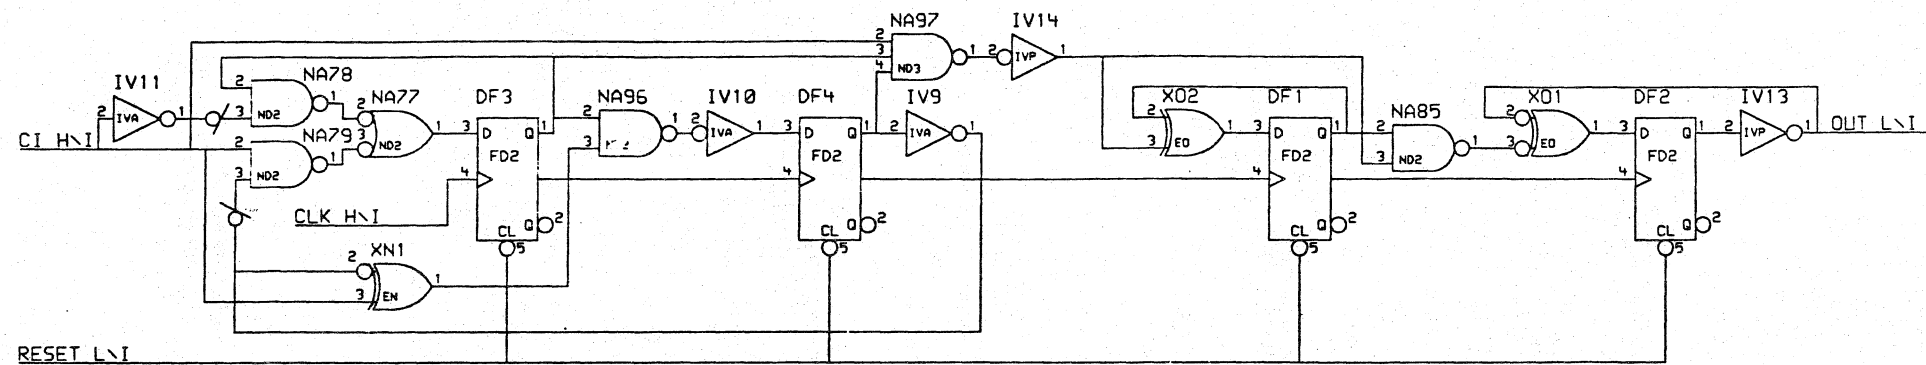 NA97
IV14
2
3
4
ND3
1
2
IVP
1
IV11
2
IVA
1
NA78
2
3
ND2
1
NA77
2
3
ND2
1
DF3
3
D
Q
1
FD2
4
Q
2
CL
5
NA96
2
3
1
IV10
2
IVA
1
DF4
3
D
Q
1
FD2
4
Q
2
CL
5
IV9
2
IVA
1
XO2
2
3
EO
1
DF1
3
D
Q
1
FD2
4
Q
2
CL
5
NA85
2
3
ND2
1
XO1
2
3
EO
1
DF2
3
D
Q
1
FD2
4
Q
2
CL
5
IV13
2
IVP
1
OUT L\I
CI H\I
NA79
2
3
ND2
1
CLK H\I
XN1
2
3
EN
1
RESET L\I